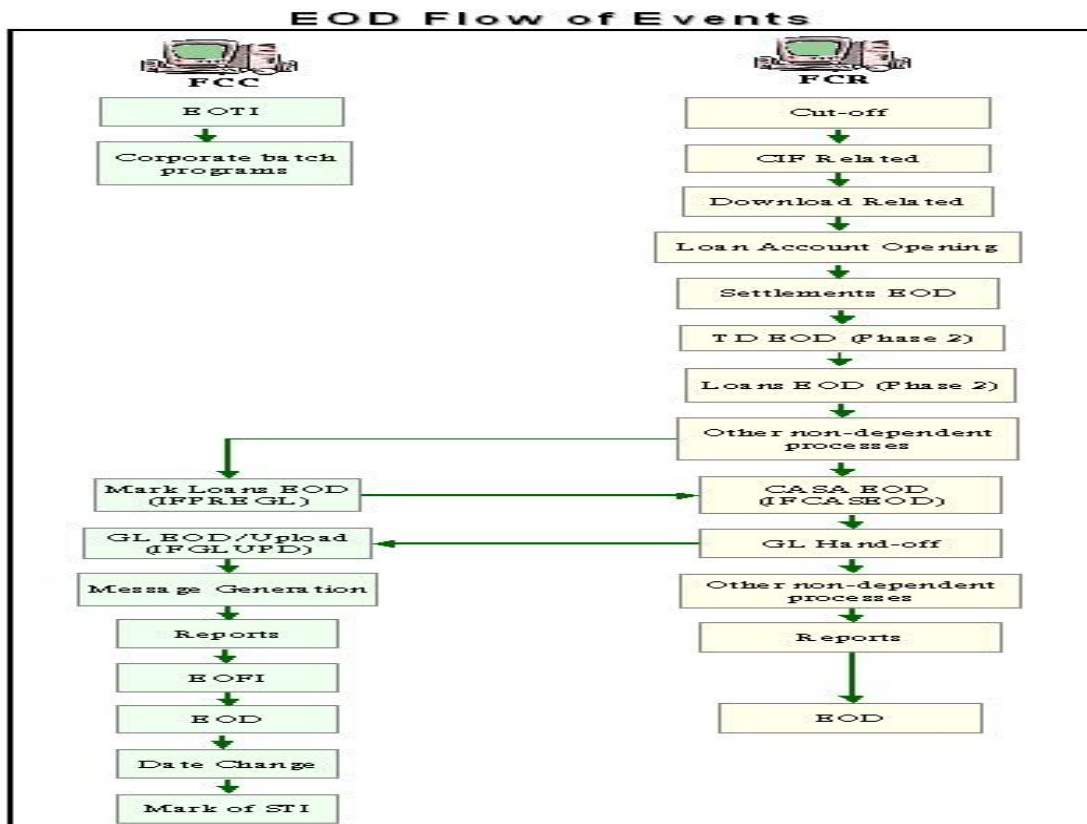 EOD Flow of Events
FCC
EOTI
Corporate batch
programs
Mark Loans EOD
(IFPREGL)
GL EOD/Upload
(IFGLUPD)
Message Generation
Reports
EOFI
EOD
Date Change
Mark of STI
FCR
Cut-off
CIF Related
Download Related
Loan Account Opening
Settlements EOD
TD EOD (Phase 2)
Loans EOD (Phase 2)
Other non-dependent
processes
CASA EOD
(IFCASEOD)
GL Hand-off
Other non-dependent
processes
Reports
EOD